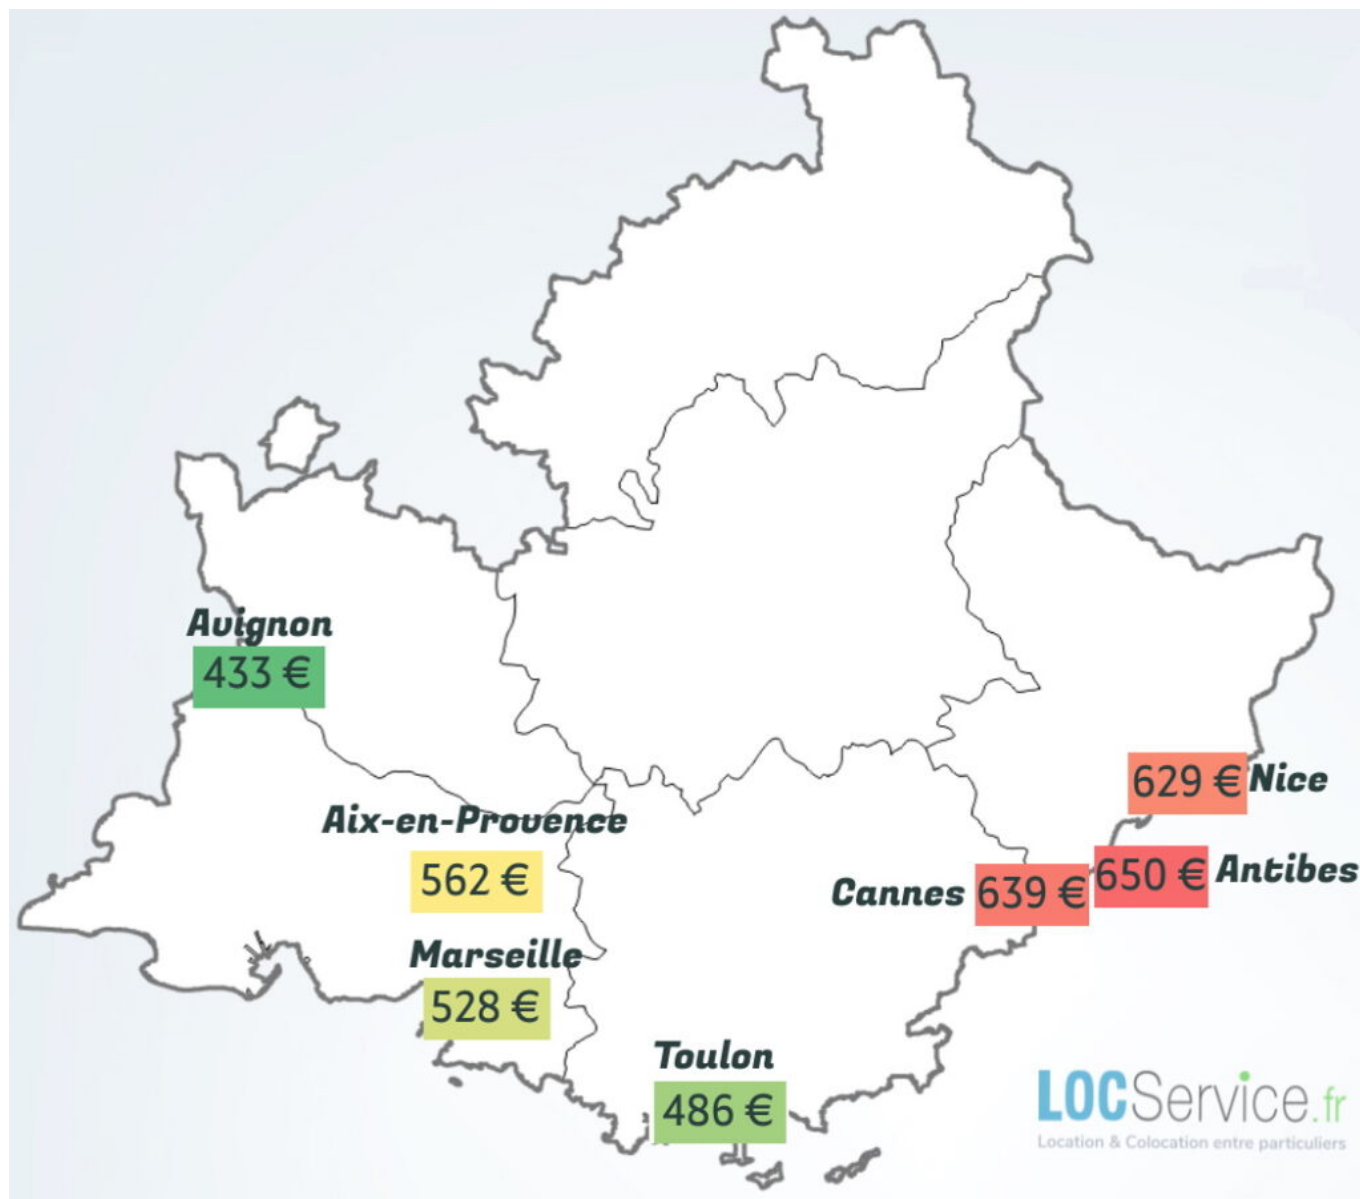 Avignon
433 €
Nice
629 €
Aix-en-Provence
562 €
Antibes
650 €
Cannes
639 €
Marseille
528 €
Toulon
486 €
LOCService.fr
Location & Colocation entre particuliers